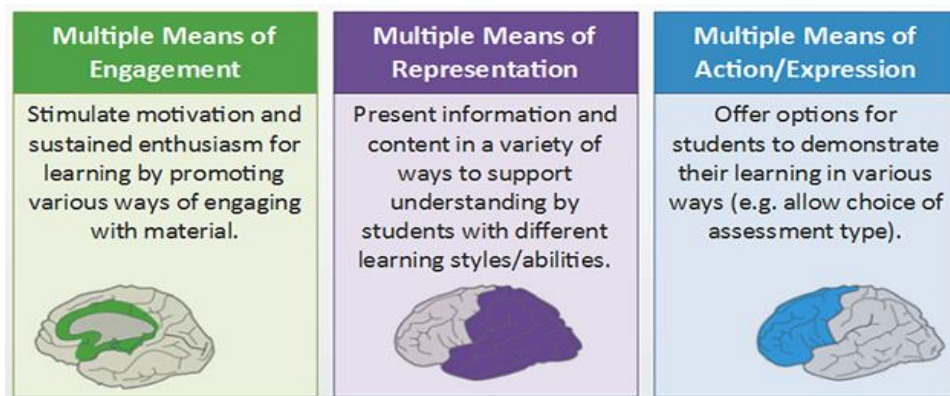 Multiple Means of
Engagement
Stimulate motivation and
sustained enthusiasm for
learning by promoting
various ways of engaging
with material.
Multiple Means of
Representation
Present information and
content in a variety of
ways to support
understanding by
students with different
learning styles/abilities.
Multiple Means of
Action/Expression
Offer options for
students to demonstrate
their learning in various
ways (e.g. allow choice of
assessment type).